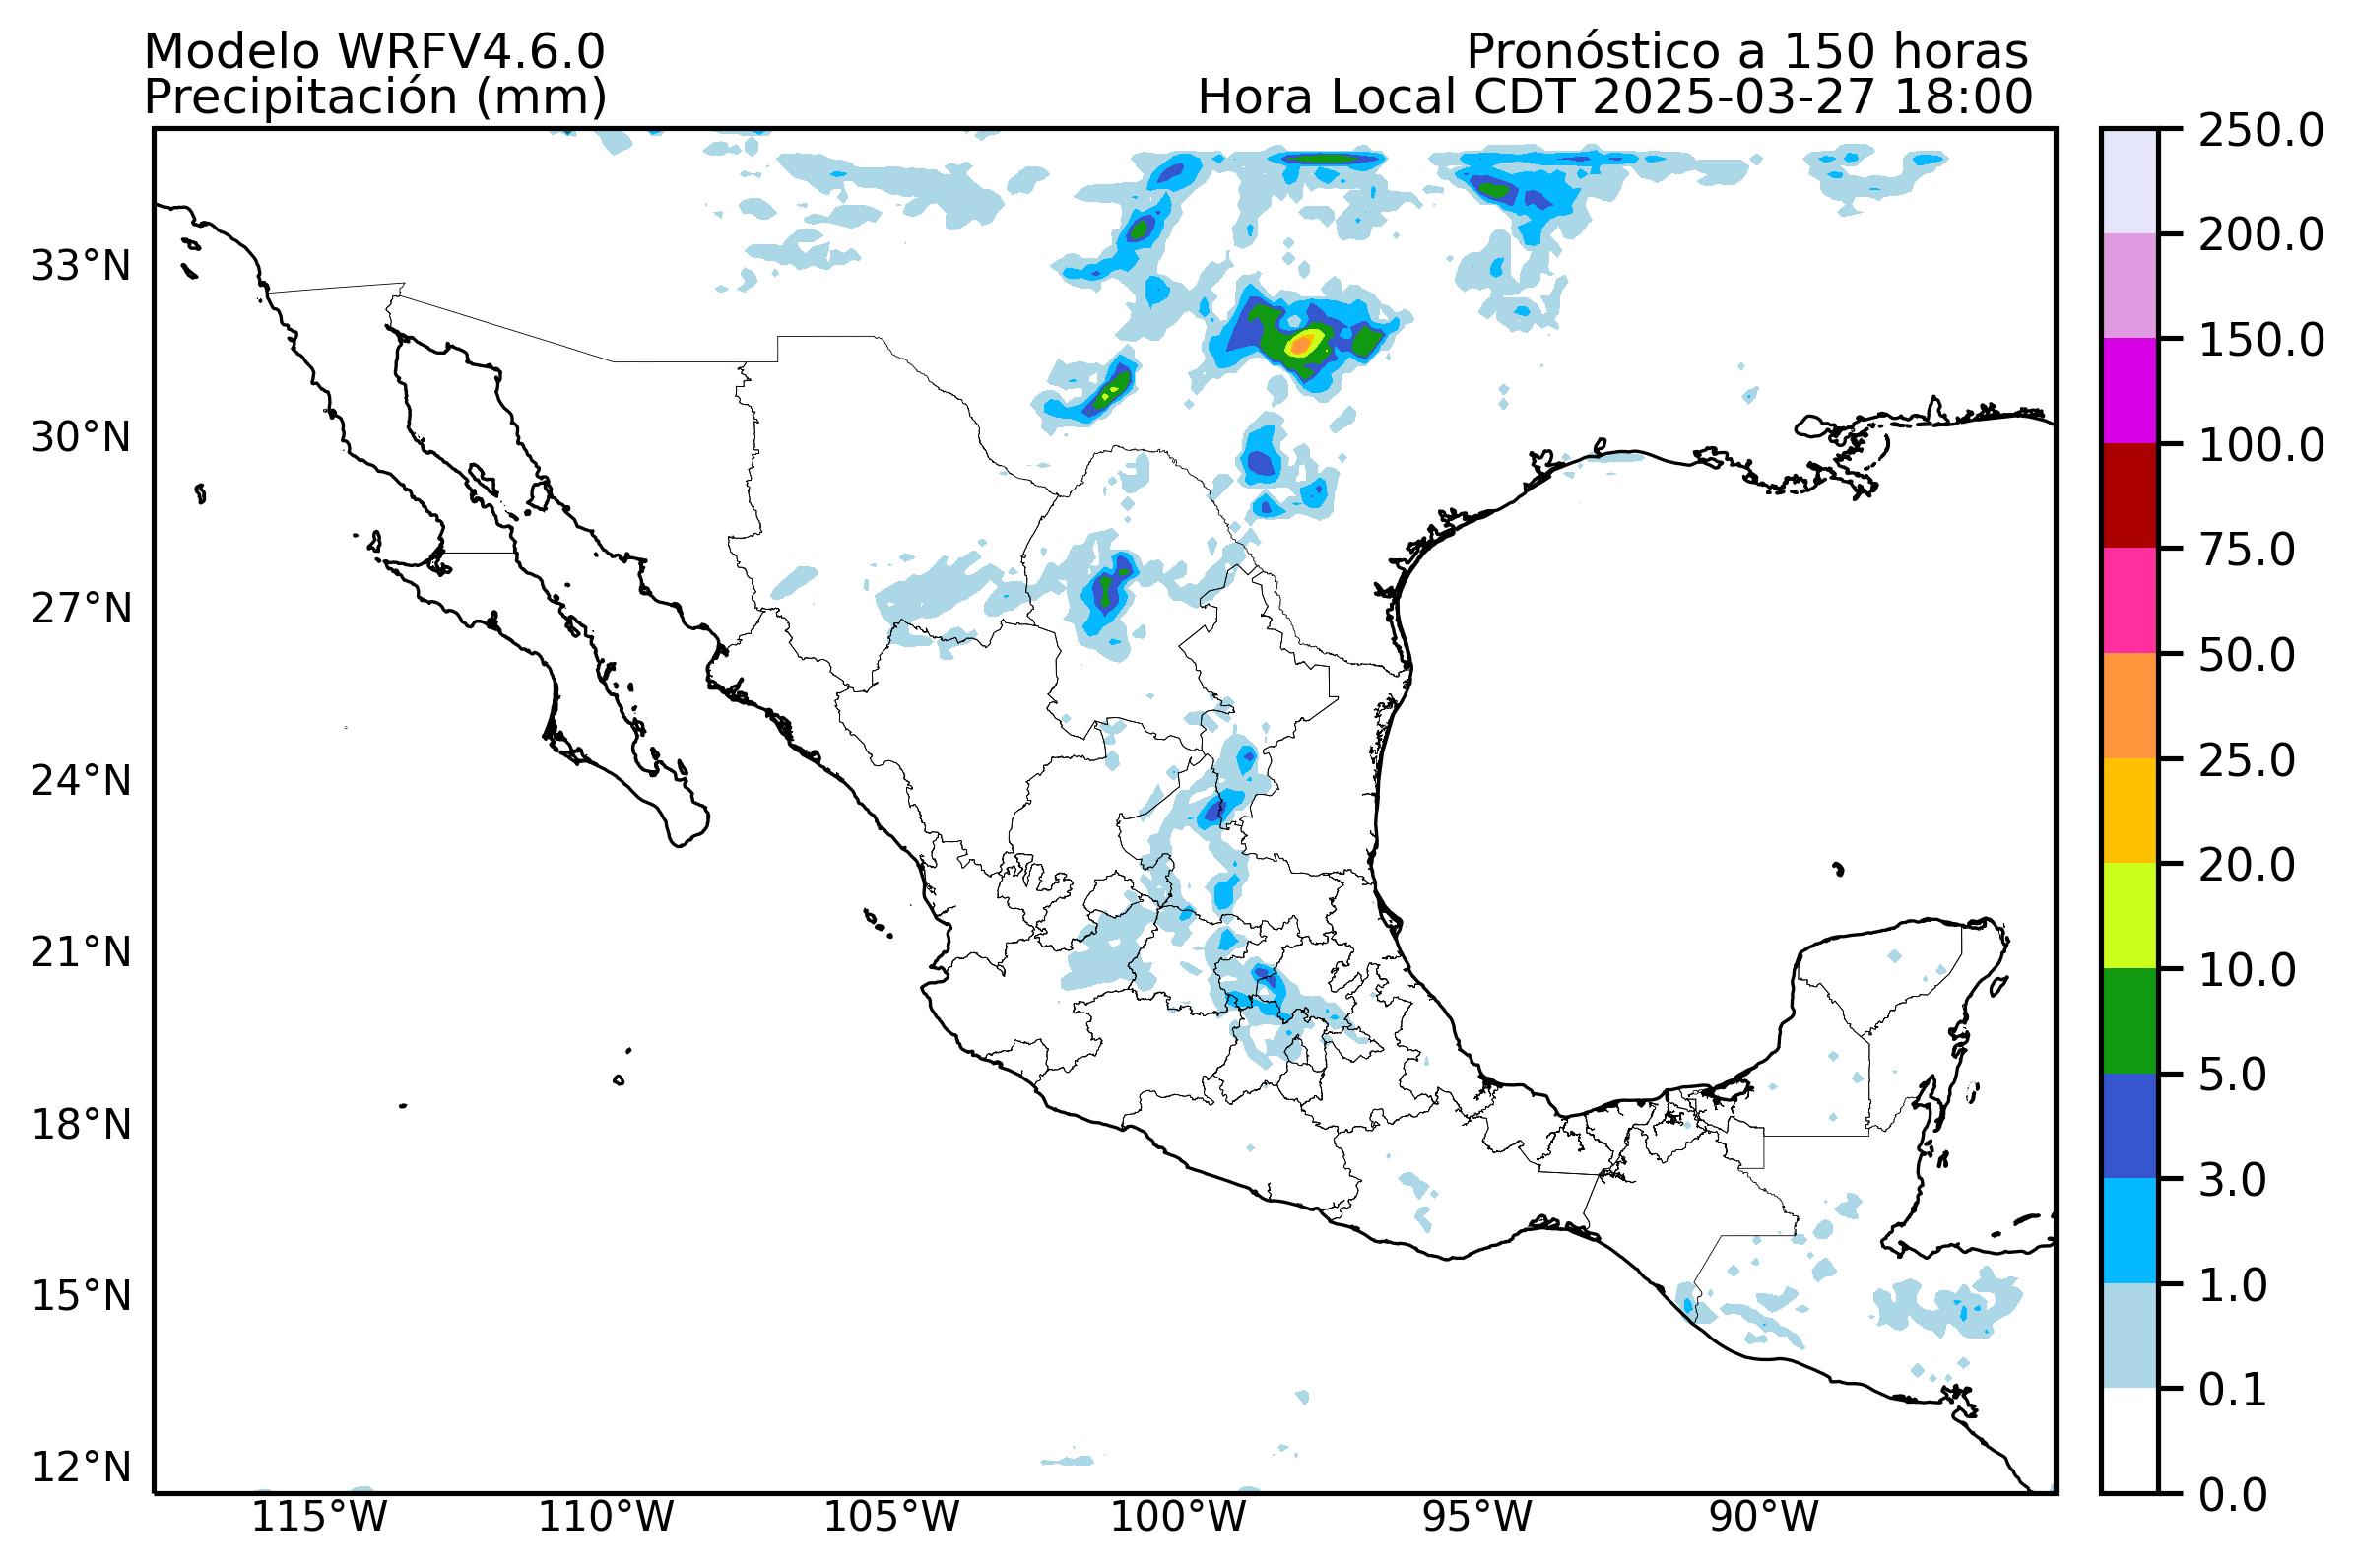 Modelo WRFV4.6.0
Pronóstico a 150 horas
Precipitación (mm)
Hora Local CDT 2025-03-27 18:00
33°N
30°N
27°N
24°N
21°N
18°N
15°N
12°N
115°W
110°W
105°W
100°W
95°W
90°W
250.0
200.0
150.0
100.0
75.0
50.0
25.0
20.0
10.0
5.0
3.0
1.0
0.1
0.0